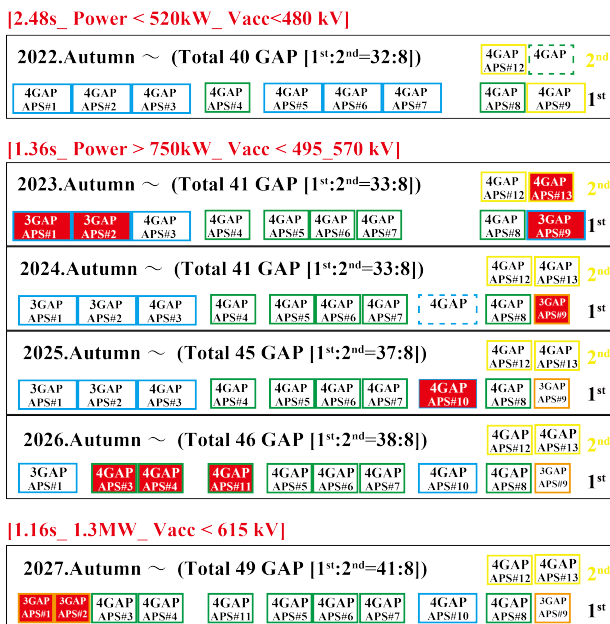 [2.48s_ Power < 520kW_ Vacc<480 kV]
2022.Autumn ～ (Total 40 GAP [1st:2nd=32:8])
4GAP APS#12 4GAP 2nd
4GAP APS#1 4GAP APS#2 4GAP APS#3 4GAP APS#4 4GAP APS#5 4GAP APS#6 4GAP APS#7 4GAP APS#8 4GAP APS#9 1st
[1.36s_ Power > 750kW_ Vacc < 495_570 kV]
2023.Autumn ～ (Total 41 GAP [1st:2nd=33:8])
4GAP APS#12 4GAP APS#13 2nd
3GAP APS#1 3GAP APS#2 4GAP APS#3 4GAP APS#4 4GAP APS#5 4GAP APS#6 4GAP APS#7 4GAP APS#8 3GAP APS#9 1st
2024.Autumn ～ (Total 41 GAP [1st:2nd=33:8])
4GAP APS#12 4GAP APS#13 2nd
3GAP APS#1 3GAP APS#2 4GAP APS#3 4GAP APS#4 4GAP APS#5 4GAP APS#6 4GAP APS#7 4GAP 4GAP APS#8 3GAP APS#9 1st
2025.Autumn ～ (Total 45 GAP [1st:2nd=37:8])
4GAP APS#12 4GAP APS#13 2nd
3GAP APS#1 3GAP APS#2 4GAP APS#3 4GAP APS#4 4GAP APS#5 4GAP APS#6 4GAP APS#7 4GAP APS#10 4GAP APS#8 3GAP APS#9 1st
2026.Autumn ～ (Total 46 GAP [1st:2nd=38:8])
4GAP APS#12 4GAP APS#13 2nd
3GAP APS#1 4GAP APS#3 4GAP APS#4 4GAP APS#11 4GAP APS#5 4GAP APS#6 4GAP APS#7 4GAP APS#10 4GAP APS#8 3GAP APS#9 1st
[1.16s_ 1.3MW_ Vacc < 615 kV]
2027.Autumn ～ (Total 49 GAP [1st:2nd=41:8])
4GAP APS#12 4GAP APS#13 2nd
3GAP APS#1 3GAP APS#2 4GAP APS#3 4GAP APS#4 4GAP APS#11 4GAP APS#5 4GAP APS#6 4GAP APS#7 4GAP APS#10 4GAP APS#8 3GAP APS#9 1st